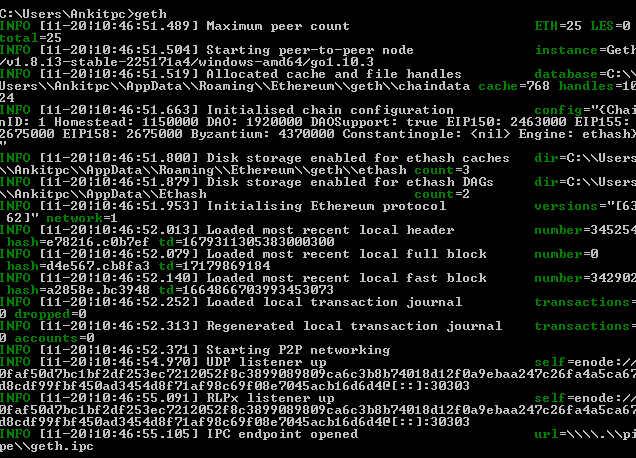 C:\Users\Ankitpc>geth
INFO [11-20|10:46:51.489] Maximum peer count                       ETH=25 LES=0
total=25
INFO [11-20|10:46:51.504] Starting peer-to-peer node               instance=Geth
/v1.8.13-stable-225171a4/windows-amd64/go1.10.3
INFO [11-20|10:46:51.519] Allocated cache and file handles         database=C:\\
Users\\Ankitpc\\AppData\\Roaming\\Ethereum\\geth\\chaindata cache=768 handles=10
24
INFO [11-20|10:46:51.663] Initialised chain configuration          config="{Chai
nID: 1 Homestead: 1150000 DAO: 1920000 DAOSupport: true EIP150: 2463000 EIP155:
2675000 EIP158: 2675000 Byzantium: 4370000 Constantinople: <nil> Engine: ethash}
"
INFO [11-20|10:46:51.800] Disk storage enabled for ethash caches   dir=C:\\Users
\\Ankitpc\\AppData\\Roaming\\Ethereum\\geth\\ethash count=3
INFO [11-20|10:46:51.879] Disk storage enabled for ethash DAGs     dir=C:\\Users
\\Ankitpc\\AppData\\Ethash                         count=2
INFO [11-20|10:46:51.953] Initialising Ethereum protocol           versions="[63
 62]" network=1
INFO [11-20|10:46:52.013] Loaded most recent local header          number=345254
 hash=e78216.c0b7ef td=1679311305383000300
INFO [11-20|10:46:52.079] Loaded most recent local full block      number=0
 hash=d4e567.cb8fa3 td=17179869184
INFO [11-20|10:46:52.140] Loaded most recent local fast block      number=342902
 hash=a2858e.bc3948 td=1664866703993453073
INFO [11-20|10:46:52.252] Loaded local transaction journal         transactions=
0 dropped=0
INFO [11-20|10:46:52.313] Regenerated local transaction journal    transactions=
0 accounts=0
INFO [11-20|10:46:52.371] Starting P2P networking
INFO [11-20|10:46:54.970] UDP listener up                          self=enode://
0faf50d7bc1bf2df253ec7212052f8c3899089809ca6c3b8b74018d12f0a9ebaa247c26fa4a5ca67
d8cdf99fbf450ad3454d8f71af98c69f08e7045acb16d6d4@[::]:30303
INFO [11-20|10:46:55.091] RLPx listener up                         self=enode://
0faf50d7bc1bf2df253ec7212052f8c3899089809ca6c3b8b74018d12f0a9ebaa247c26fa4a5ca67
d8cdf99fbf450ad3454d8f71af98c69f08e7045acb16d6d4@[::]:30303
INFO [11-20|10:46:55.105] IPC endpoint opened                      url=\\\\.\\pi
pe\\geth.ipc